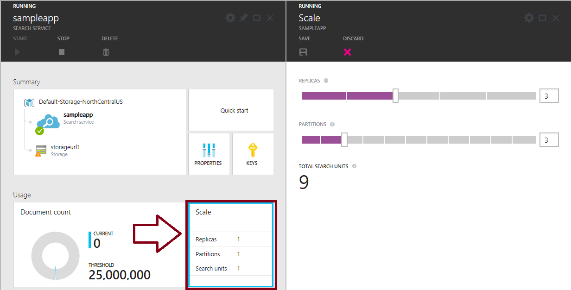 RUNNING
sampleapp
SEARCH SERVICE
START STOP DELETE
Summary
Default-Storage-NorthCentralUS
sampleapp
Search service
storageurl1
Storage
Quick start
PROPERTIES
KEYS
Usage
Document count
CURRENT
0
THRESHOLD
25,000,000
Scale
Replicas 1
Partitions 1
Search units 1
RUNNING
Scale
SAMPLEAPP
SAVE DISCARD
REPLICAS
3
PARTITIONS
3
TOTAL SEARCH UNITS
9